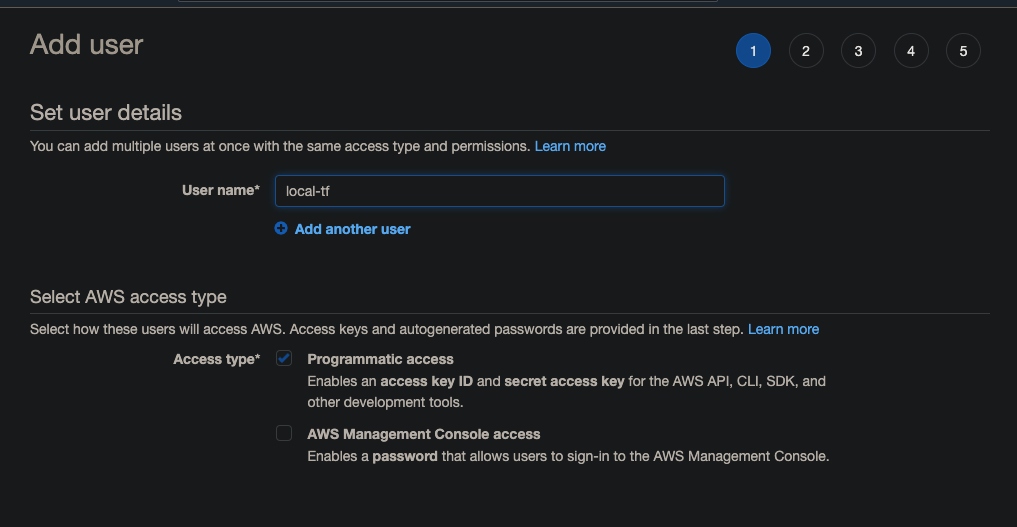 Add user
1 2 3 4 5
Set user details
You can add multiple users at once with the same access type and permissions. Learn more
User name* local-tf
Add another user
Select AWS access type
Select how these users will access AWS. Access keys and autogenerated passwords are provided in the last step. Learn more
Access type* Programmatic access
Enables an access key ID and secret access key for the AWS API, CLI, SDK, and
other development tools.
AWS Management Console access
Enables a password that allows users to sign-in to the AWS Management Console.